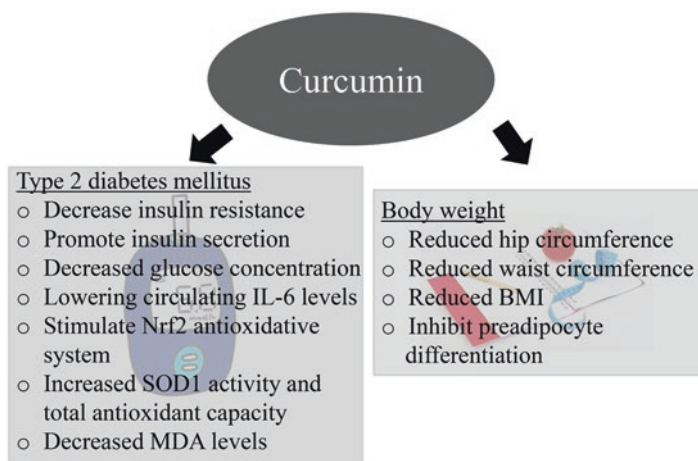 Curcumin
Type 2 diabetes mellitus
o Decrease insulin resistance
o Promote insulin secretion
o Decreased glucose concentration
o Lowering circulating IL-6 levels
o Stimulate Nrf2 antioxidative
system
o Increased SOD1 activity and
total antioxidant capacity
o Decreased MDA levels
Body weight
o Reduced hip circumference
o Reduced waist circumference
o Reduced BMI
o Inhibit preadipocyte
differentiation